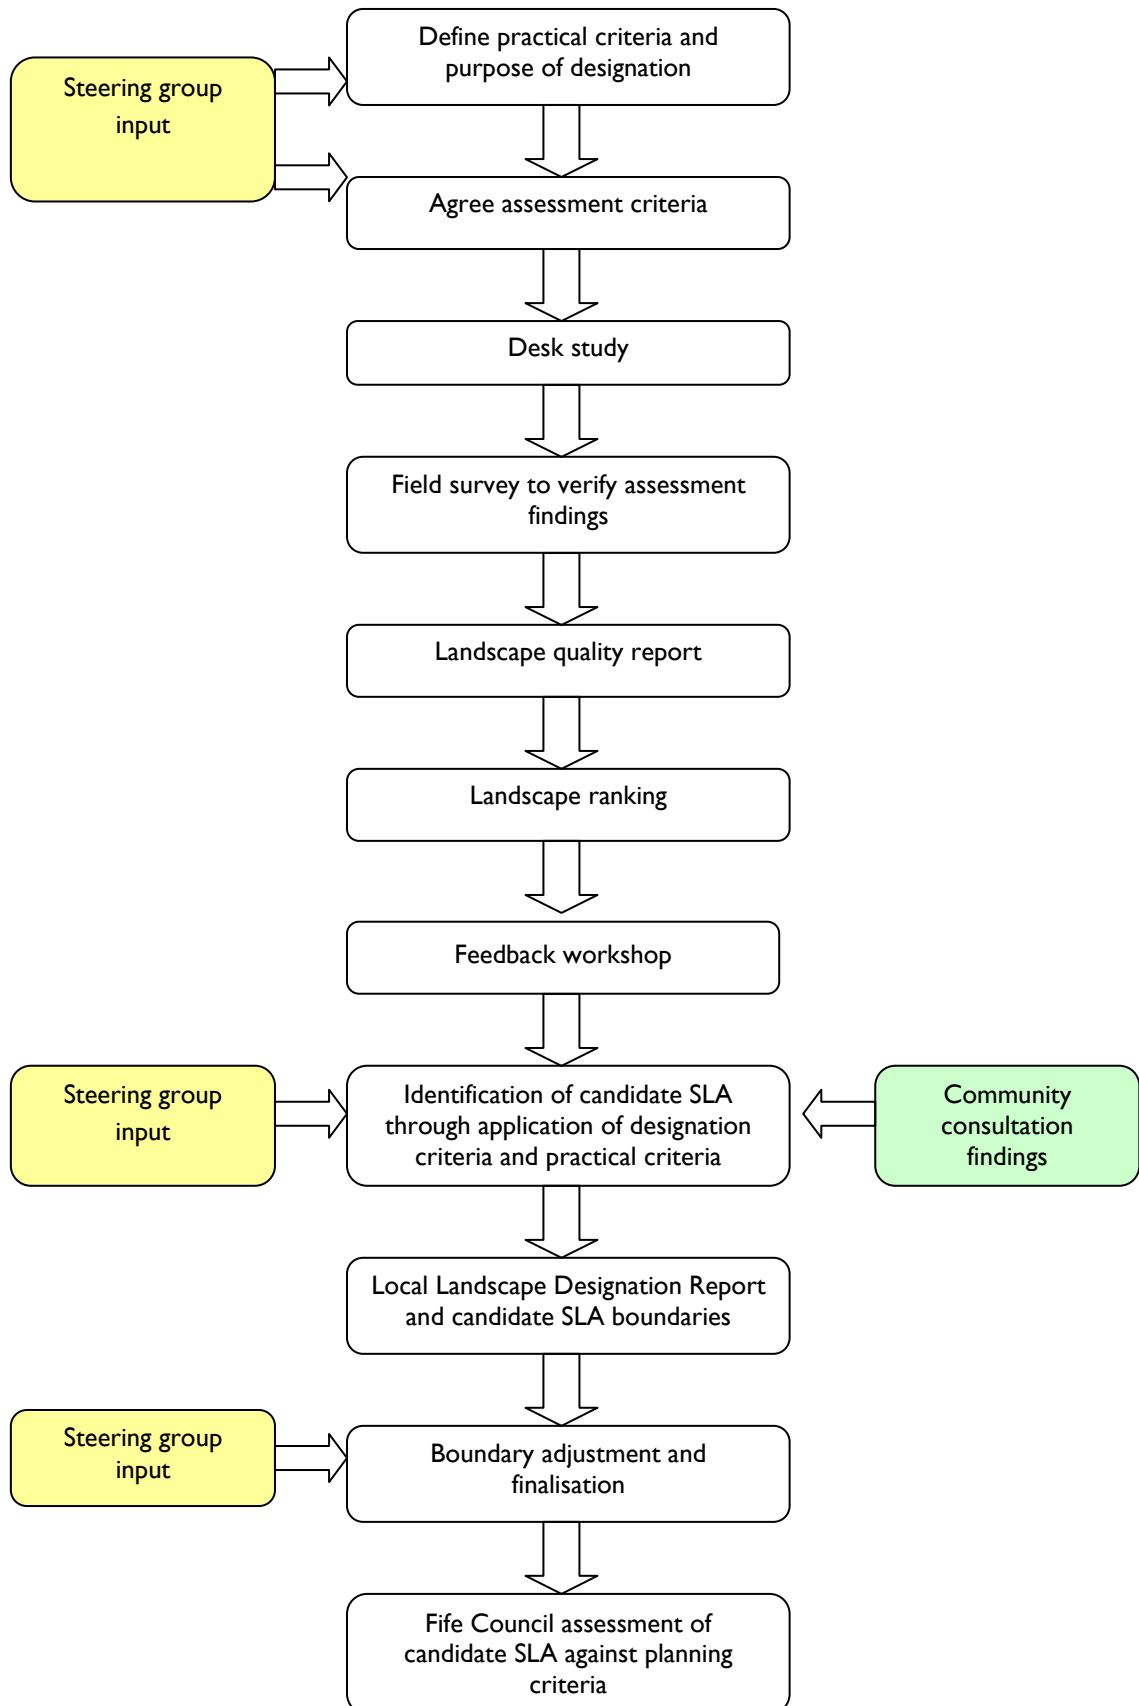 Define practical criteria and
purpose of designation
Steering group
input
Agree assessment criteria
Desk study
Field survey to verify assessment
findings
Landscape quality report
Landscape ranking
Feedback workshop
Steering group
input
Identification of candidate SLA
through application of designation
criteria and practical criteria
Community
consultation
findings
Local Landscape Designation Report
and candidate SLA boundaries
Steering group
input
Boundary adjustment and
finalisation
Fife Council assessment of
candidate SLA against planning
criteria